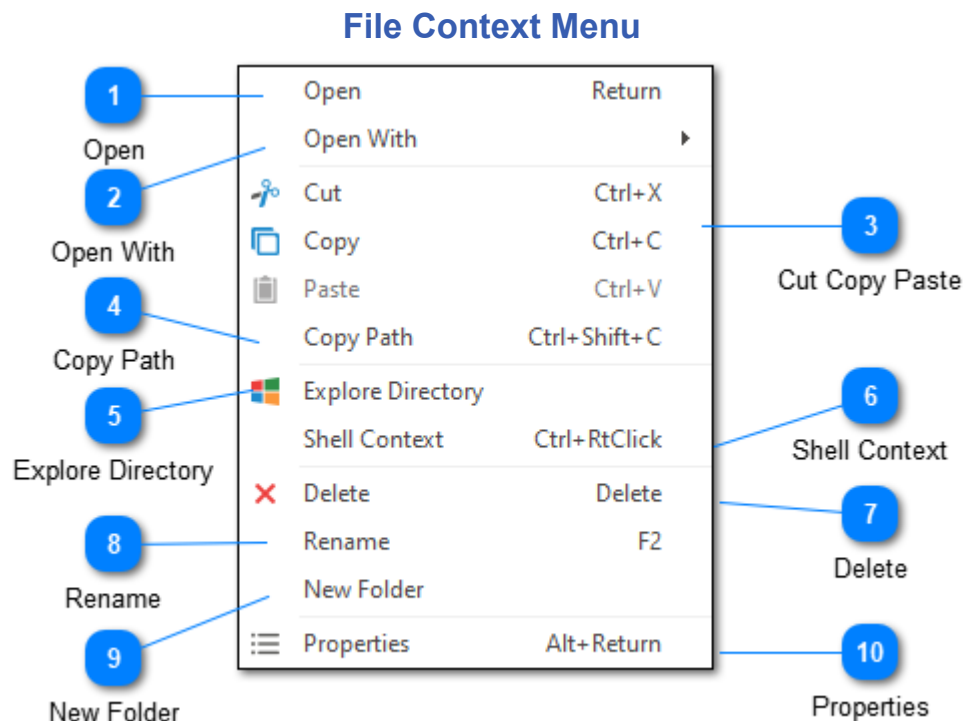 File Context Menu
1
Open
2
Open With
4
Copy Path
5
Explore Directory
8
Rename
9
New Folder
Open Return
Open With
Cut Ctrl+X
Copy Ctrl+C
Paste Ctrl+V
Copy Path Ctrl+Shift+C
Explore Directory
Shell Context Ctrl+RtClick
Delete Delete
Rename F2
New Folder
Properties Alt+Return
3
Cut Copy Paste
6
Shell Context
7
Delete
10
Properties